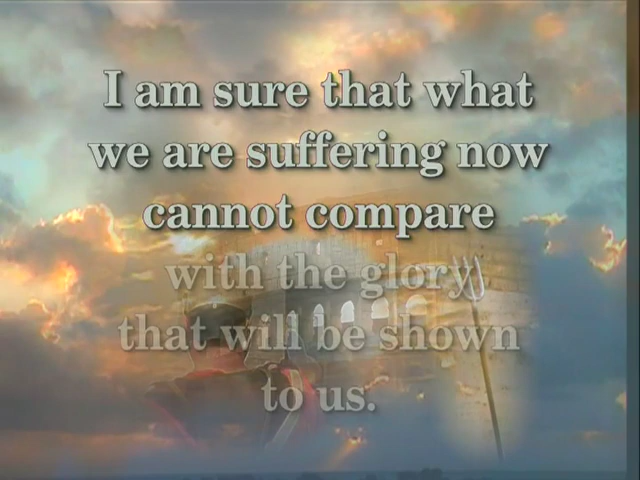 I am sure that what
we are suffering now
cannot compare
with the glory
that will be shown
to us.